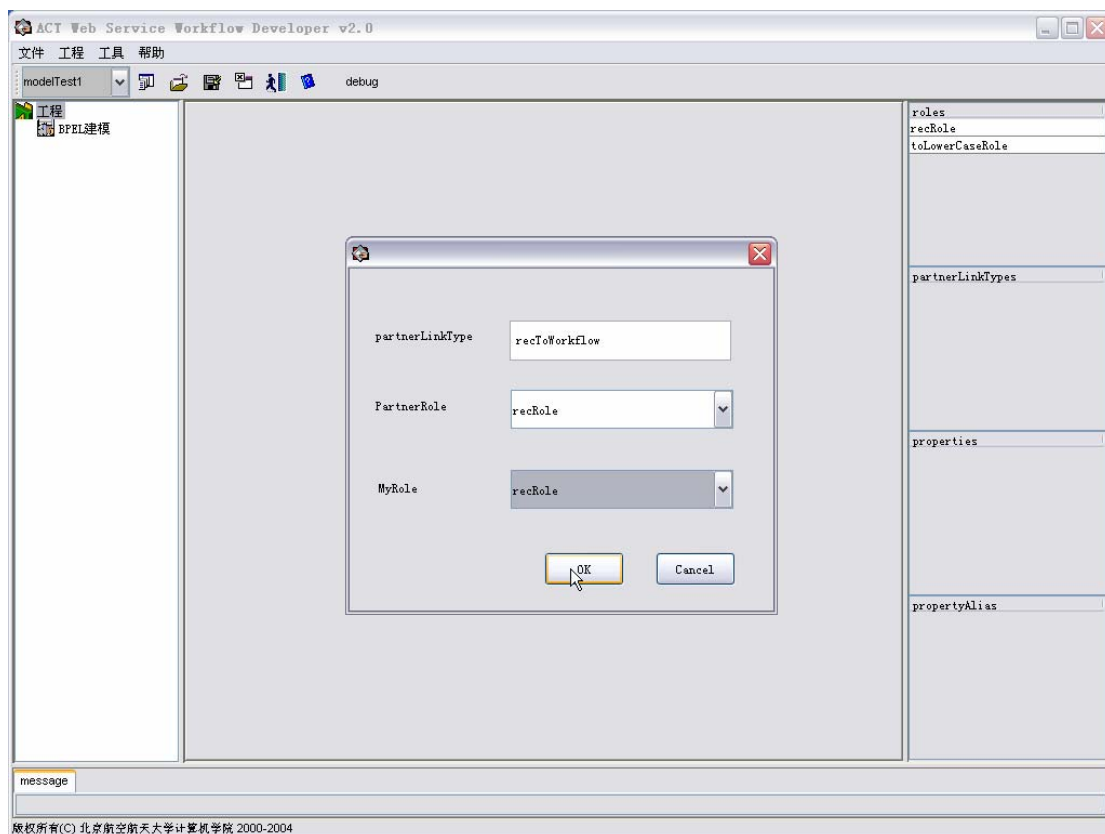 ACT Web Service Workflow Developer v2.0
文件 工程 工具 帮助
modelTest1 debug
工程
BPEL建模
roles
recRole
toLowerCaseRole
partnerLinkTypes
partnerLinkType recToWorkflow
PartnerRole recRole
properties
MyRole recRole
OK Cancel
propertyAlias
message
版权所有(C) 北京航空航天大学计算机学院 2000-2004